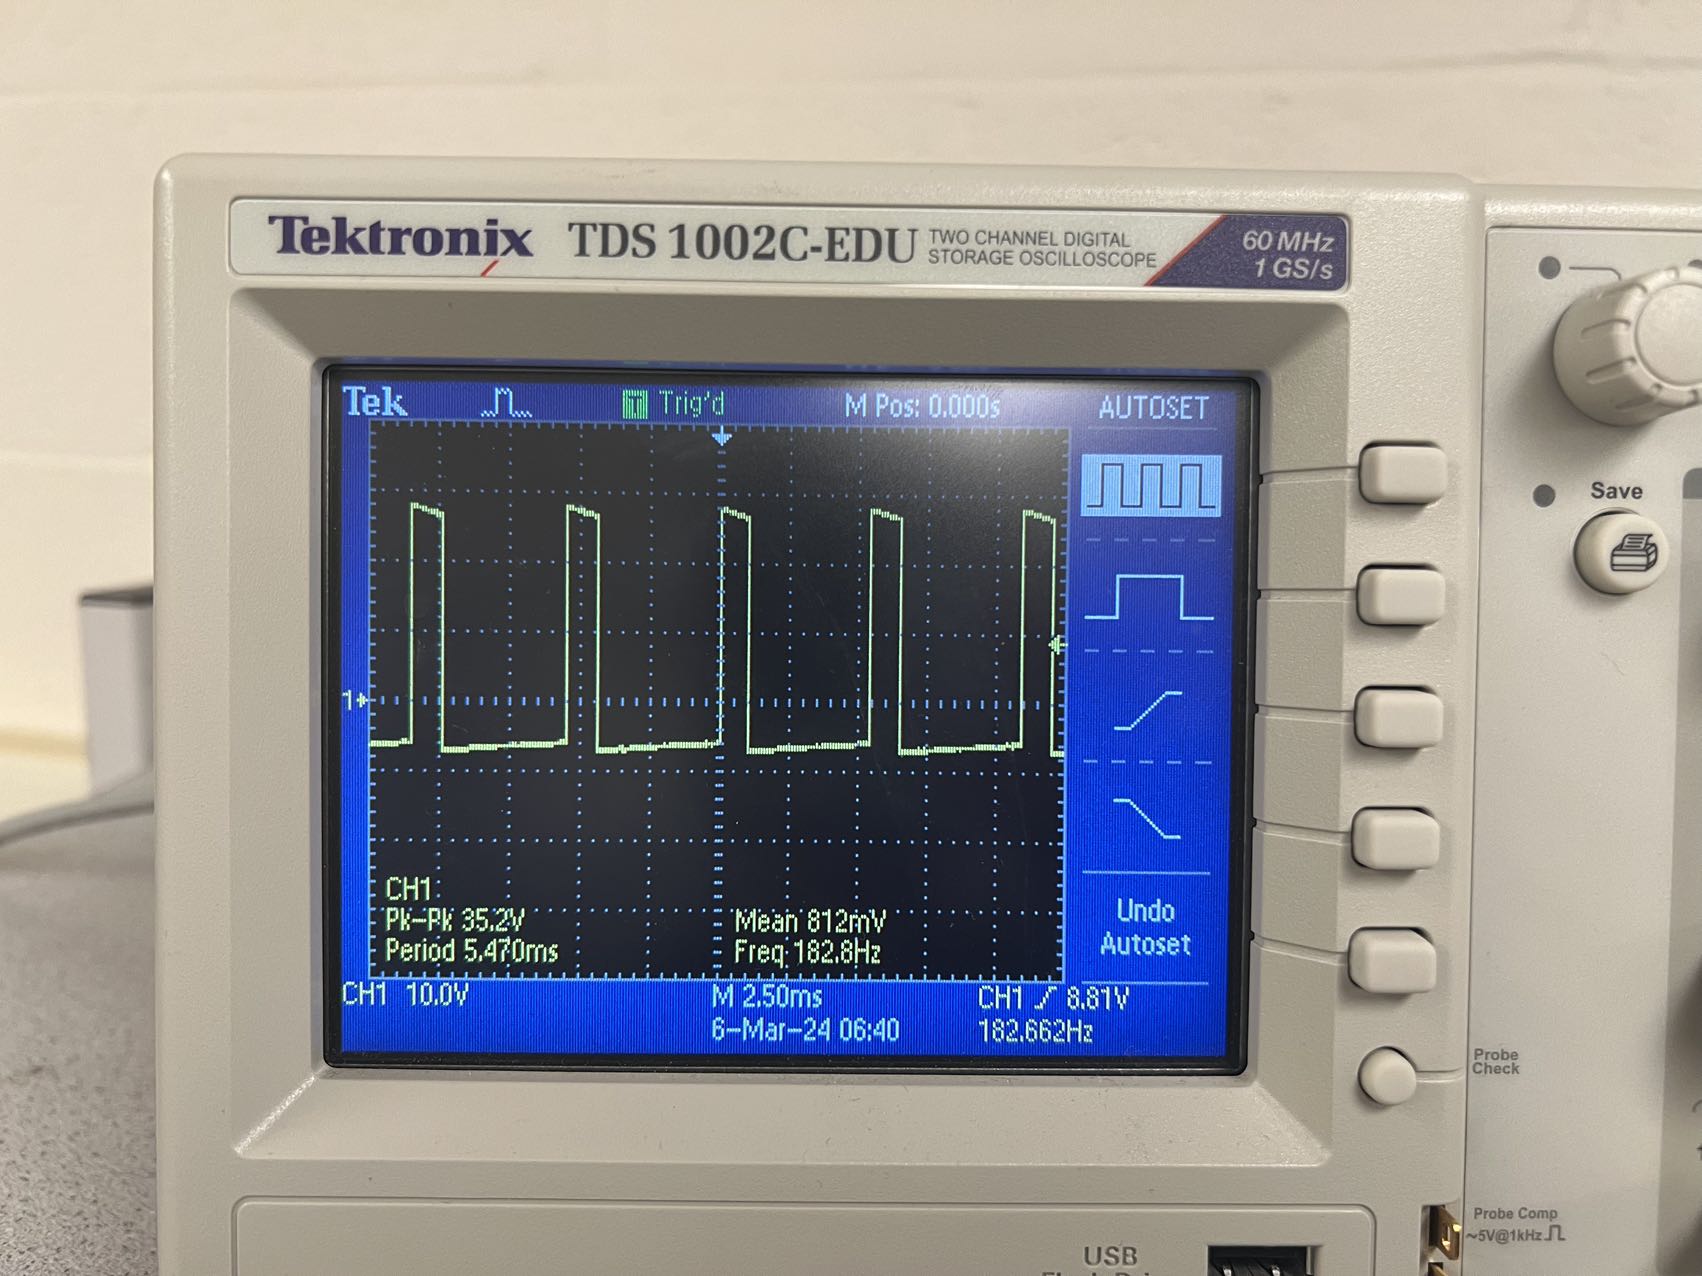 Tektronix TDS 1002C-EDU TWO CHANNEL DIGITAL STORAGE OSCILLOSCOPE 60 MHz 1 GS/s
Tek Trig'd M Pos: 0.000s AUTOSET
Save
1
CH1
Pk-Pk 35.2V Mean 812mV
Period 5.470ms Freq 182.8Hz
Undo
Autoset
CH1 10.0V M 2.50ms CH1 8.81V
6-Mar-24 06:40 182.662Hz
Probe
Check
Probe Comp
~5V@1kHz
USB